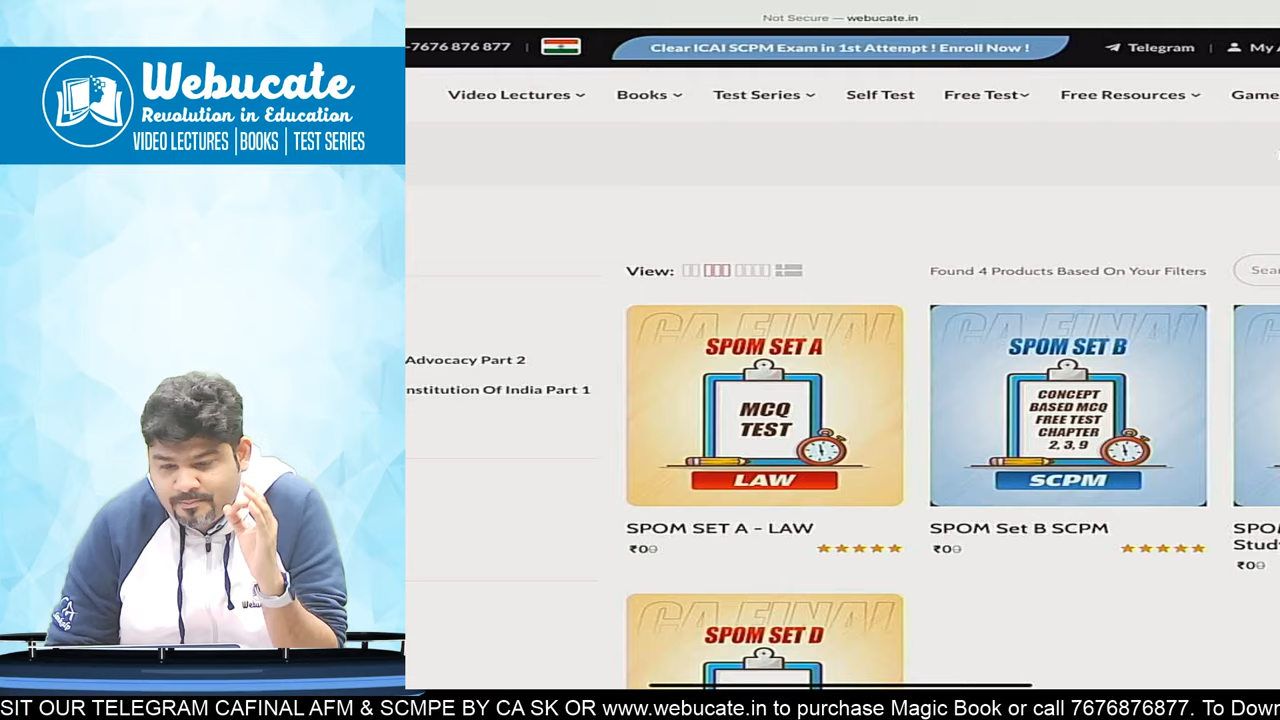 Webucate
Revolution in Education
VIDEO LECTURES | BOOKS | TEST SERIES
Not Secure — webucate.in
-7676 876 877
Clear ICAI SCPM Exam in 1st Attempt ! Enroll Now !
Telegram
My
Video Lectures
Books
Test Series
Self Test
Free Test
Free Resources
Game
View:
Found 4 Products Based On Your Filters
Sear
Advocacy Part 2
nstitution Of India Part 1
CA FINAL
SPOM SET A
MCQ
TEST
LAW
SPOM SET A - LAW
₹00
CA FINAL
SPOM SET B
CONCEPT
BASED MCQ
FREE TEST
CHAPTER
2, 3, 9
SCPM
SPOM Set B SCPM
₹00
SPO
Stud
₹00
CA FINAL
SPOM SET D
SIT OUR TELEGRAM CAFINAL AFM & SCMPE BY CA SK OR www.webucate.in to purchase Magic Book or call 7676876877. To Down